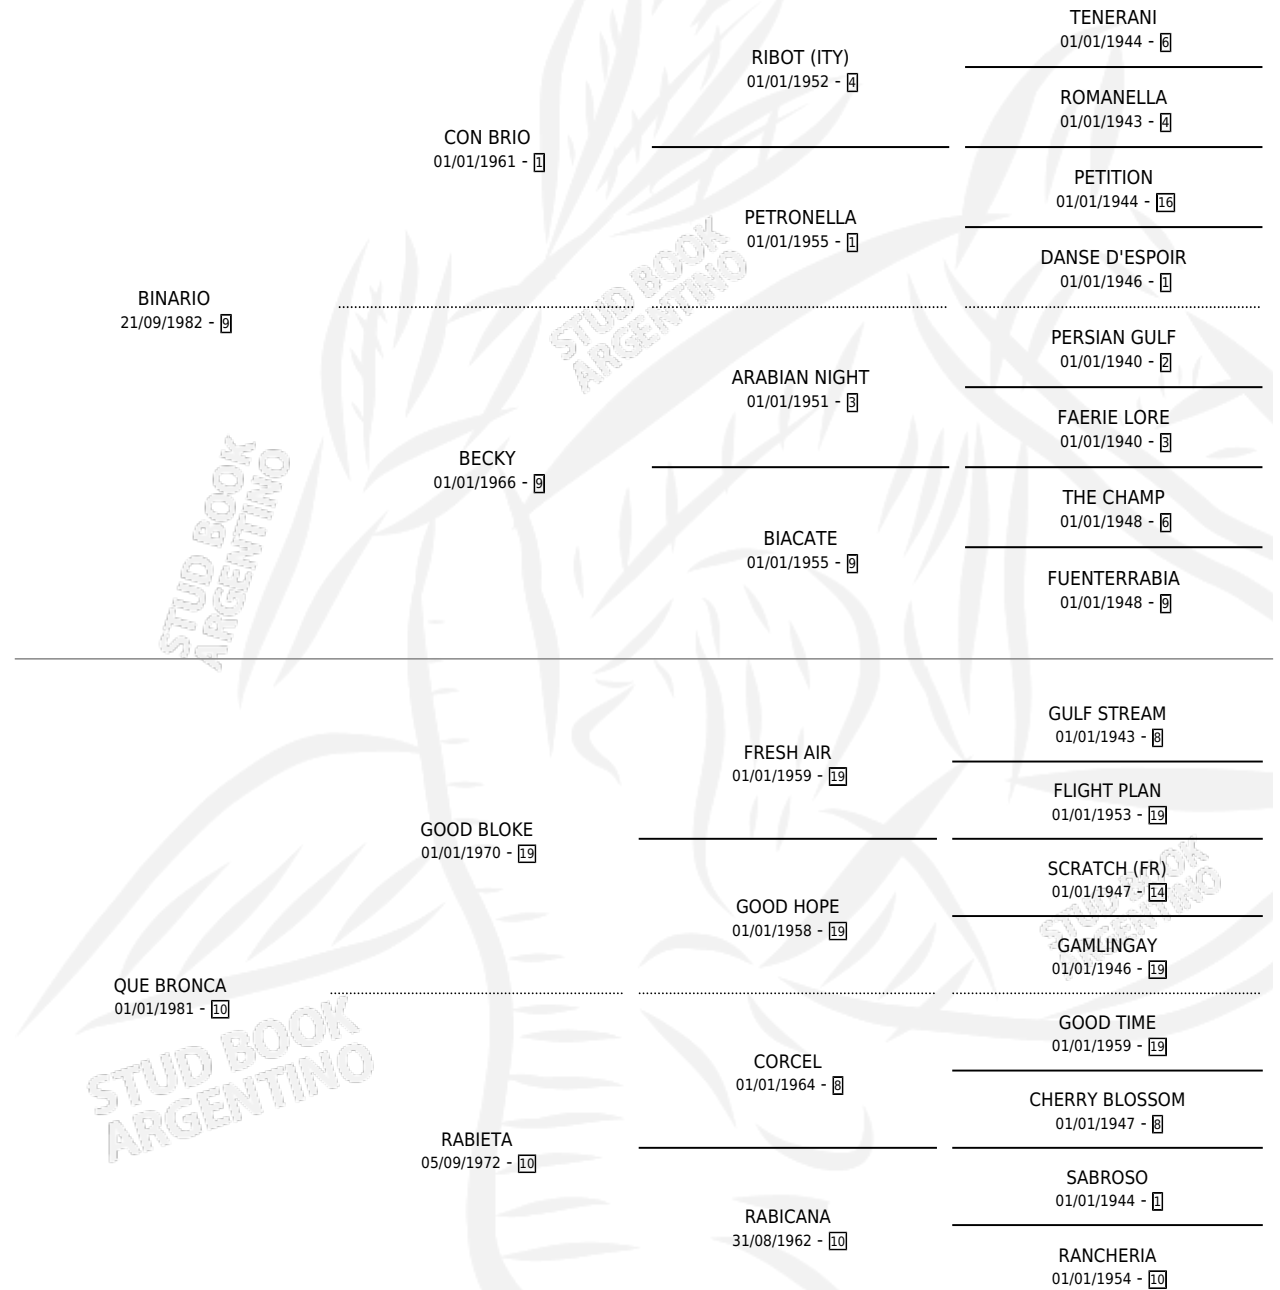 TENERANI
01/01/1944 - 6
RIBOT (ITY)
01/01/1952 - 4
ROMANELLA
01/01/1943 - 4
CON BRIO
01/01/1961 - 1
PETITION
01/01/1944 - 16
PETRONELLA
01/01/1955 - 1
DANSE D'ESPOIR
01/01/1946 - 1
BINARIO
21/09/1982 - 9
PERSIAN GULF
01/01/1940 - 2
ARABIAN NIGHT
01/01/1951 - 3
FAERIE LORE
01/01/1940 - 3
BECKY
01/01/1966 - 9
THE CHAMP
01/01/1948 - 6
BIACATE
01/01/1955 - 9
FUENTERRABIA
01/01/1948 - 9
STUD BOOK
ARGENTINO
STUD BOOK
ARGENTINO
GULF STREAM
01/01/1943 - 8
FRESH AIR
01/01/1959 - 19
FLIGHT PLAN
01/01/1953 - 19
GOOD BLOKE
01/01/1970 - 19
SCRATCH (FR)
01/01/1947 - 14
GOOD HOPE
01/01/1958 - 19
GAMLINGAY
01/01/1946 - 19
QUE BRONCA
01/01/1981 - 10
GOOD TIME
01/01/1959 - 19
CORCEL
01/01/1964 - 8
CHERRY BLOSSOM
01/01/1947 - 8
RABIETA
05/09/1972 - 10
SABROSO
01/01/1944 - 1
RABICANA
31/08/1962 - 10
RANCHERIA
01/01/1954 - 10
STUD BOOK
ARGENTINO
STUD BOOK
ARGENTINO